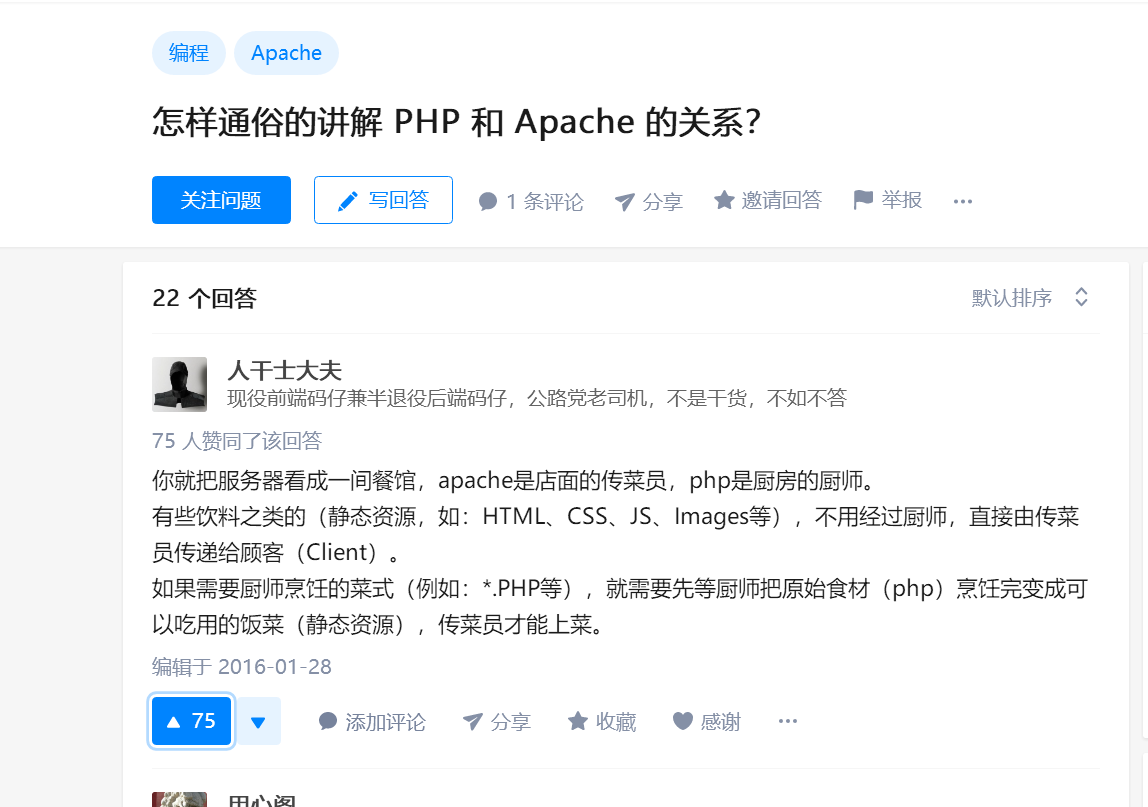 编程 Apache
怎样通俗的讲解 PHP 和 Apache 的关系？
关注问题 写回答 1 条评论 分享 邀请回答 举报 ...
22 个回答 默认排序
人干士大夫
现役前端码仔兼半退役后端码仔，公路党老司机，不是干货，不如不答
75 人赞同了该回答
你就把服务器看成一间餐馆，apache是店面的传菜员，php是厨房的厨师。
有些饮料之类的（静态资源，如：HTML、CSS、JS、Images等），不用经过厨师，直接由传菜
员传递给顾客（Client）。
如果需要厨师烹饪的菜式（例如：*.PHP等），就需要先等厨师把原始食材（php）烹饪完变成可
以吃用的饭菜（静态资源），传菜员才能上菜。
编辑于 2016-01-28
75 添加评论 分享 收藏 感谢 ...
用心阁